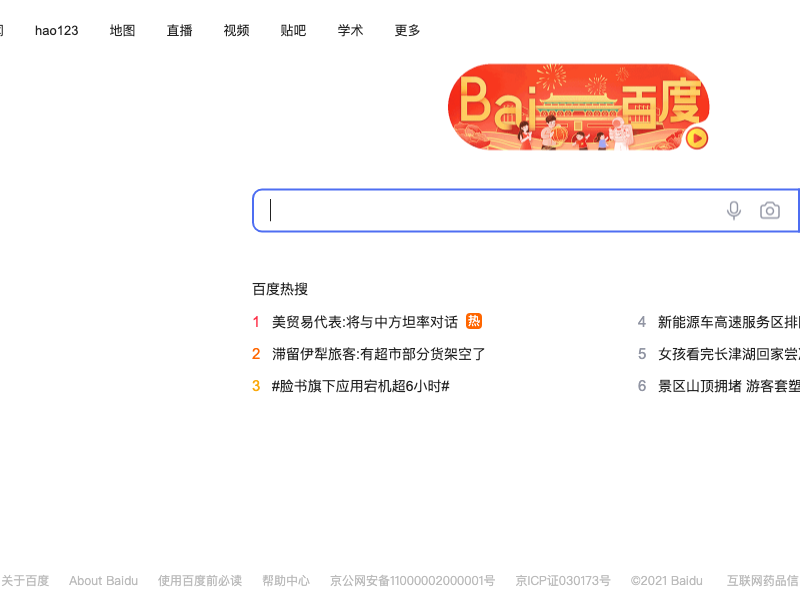 hao123 地图 直播 视频 贴吧 学术 更多
Bai 百度
百度热搜
1 美贸易代表:将与中方坦率对话 热
4 新能源车高速服务区排
2 滞留伊犁旅客:有超市部分货架空了
5 女孩看完长津湖回家尝
3 #脸书旗下应用宕机超6小时#
6 景区山顶拥堵 游客套塑
关于百度 About Baidu 使用百度前必读 帮助中心 京公网安备11000002000001号 京ICP证030173号 ©2021 Baidu 互联网药品信